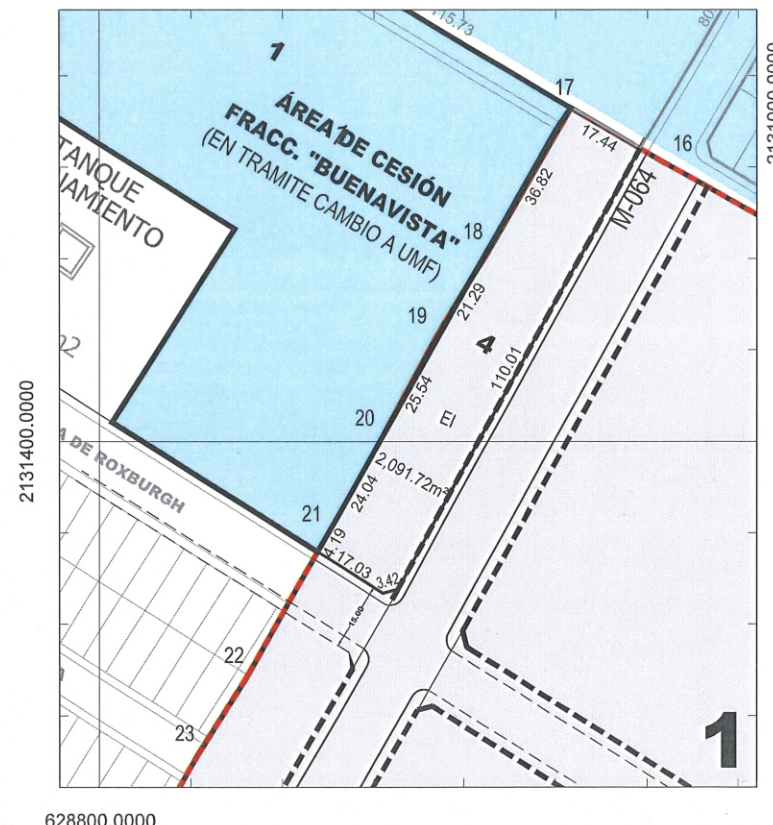 115.73
80.
1
17
2131000.0000
ÁREA DE CESIÓN
FRACC. "BUENAVISTA"
(EN TRAMITE CAMBIO A UMF)
17.44
16
M-064
TANQUE
JAMIENTO
36.82
18
21.29
19
4
110.01
25.54
EI
20
2131400.0000
A DE ROXBURGH
2,091.72m²
24.04
21
4.19
17.03
3.42
15.00
22
23
1
628800.0000